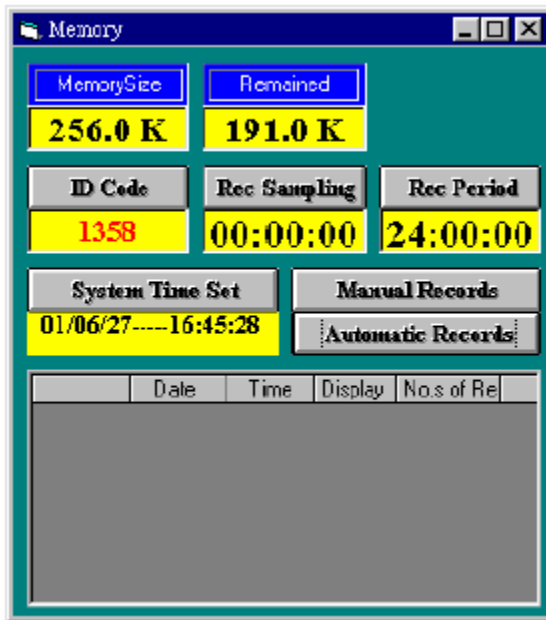 Memory
MemorySize Remained
256.0 K 191.0 K
ID Code Rec Sampling Rec Period
1358 00:00:00 24:00:00
System Time Set Manual Records
01/06/27-----16:45:28 Automatic Records
Date Time Display No.s of Re